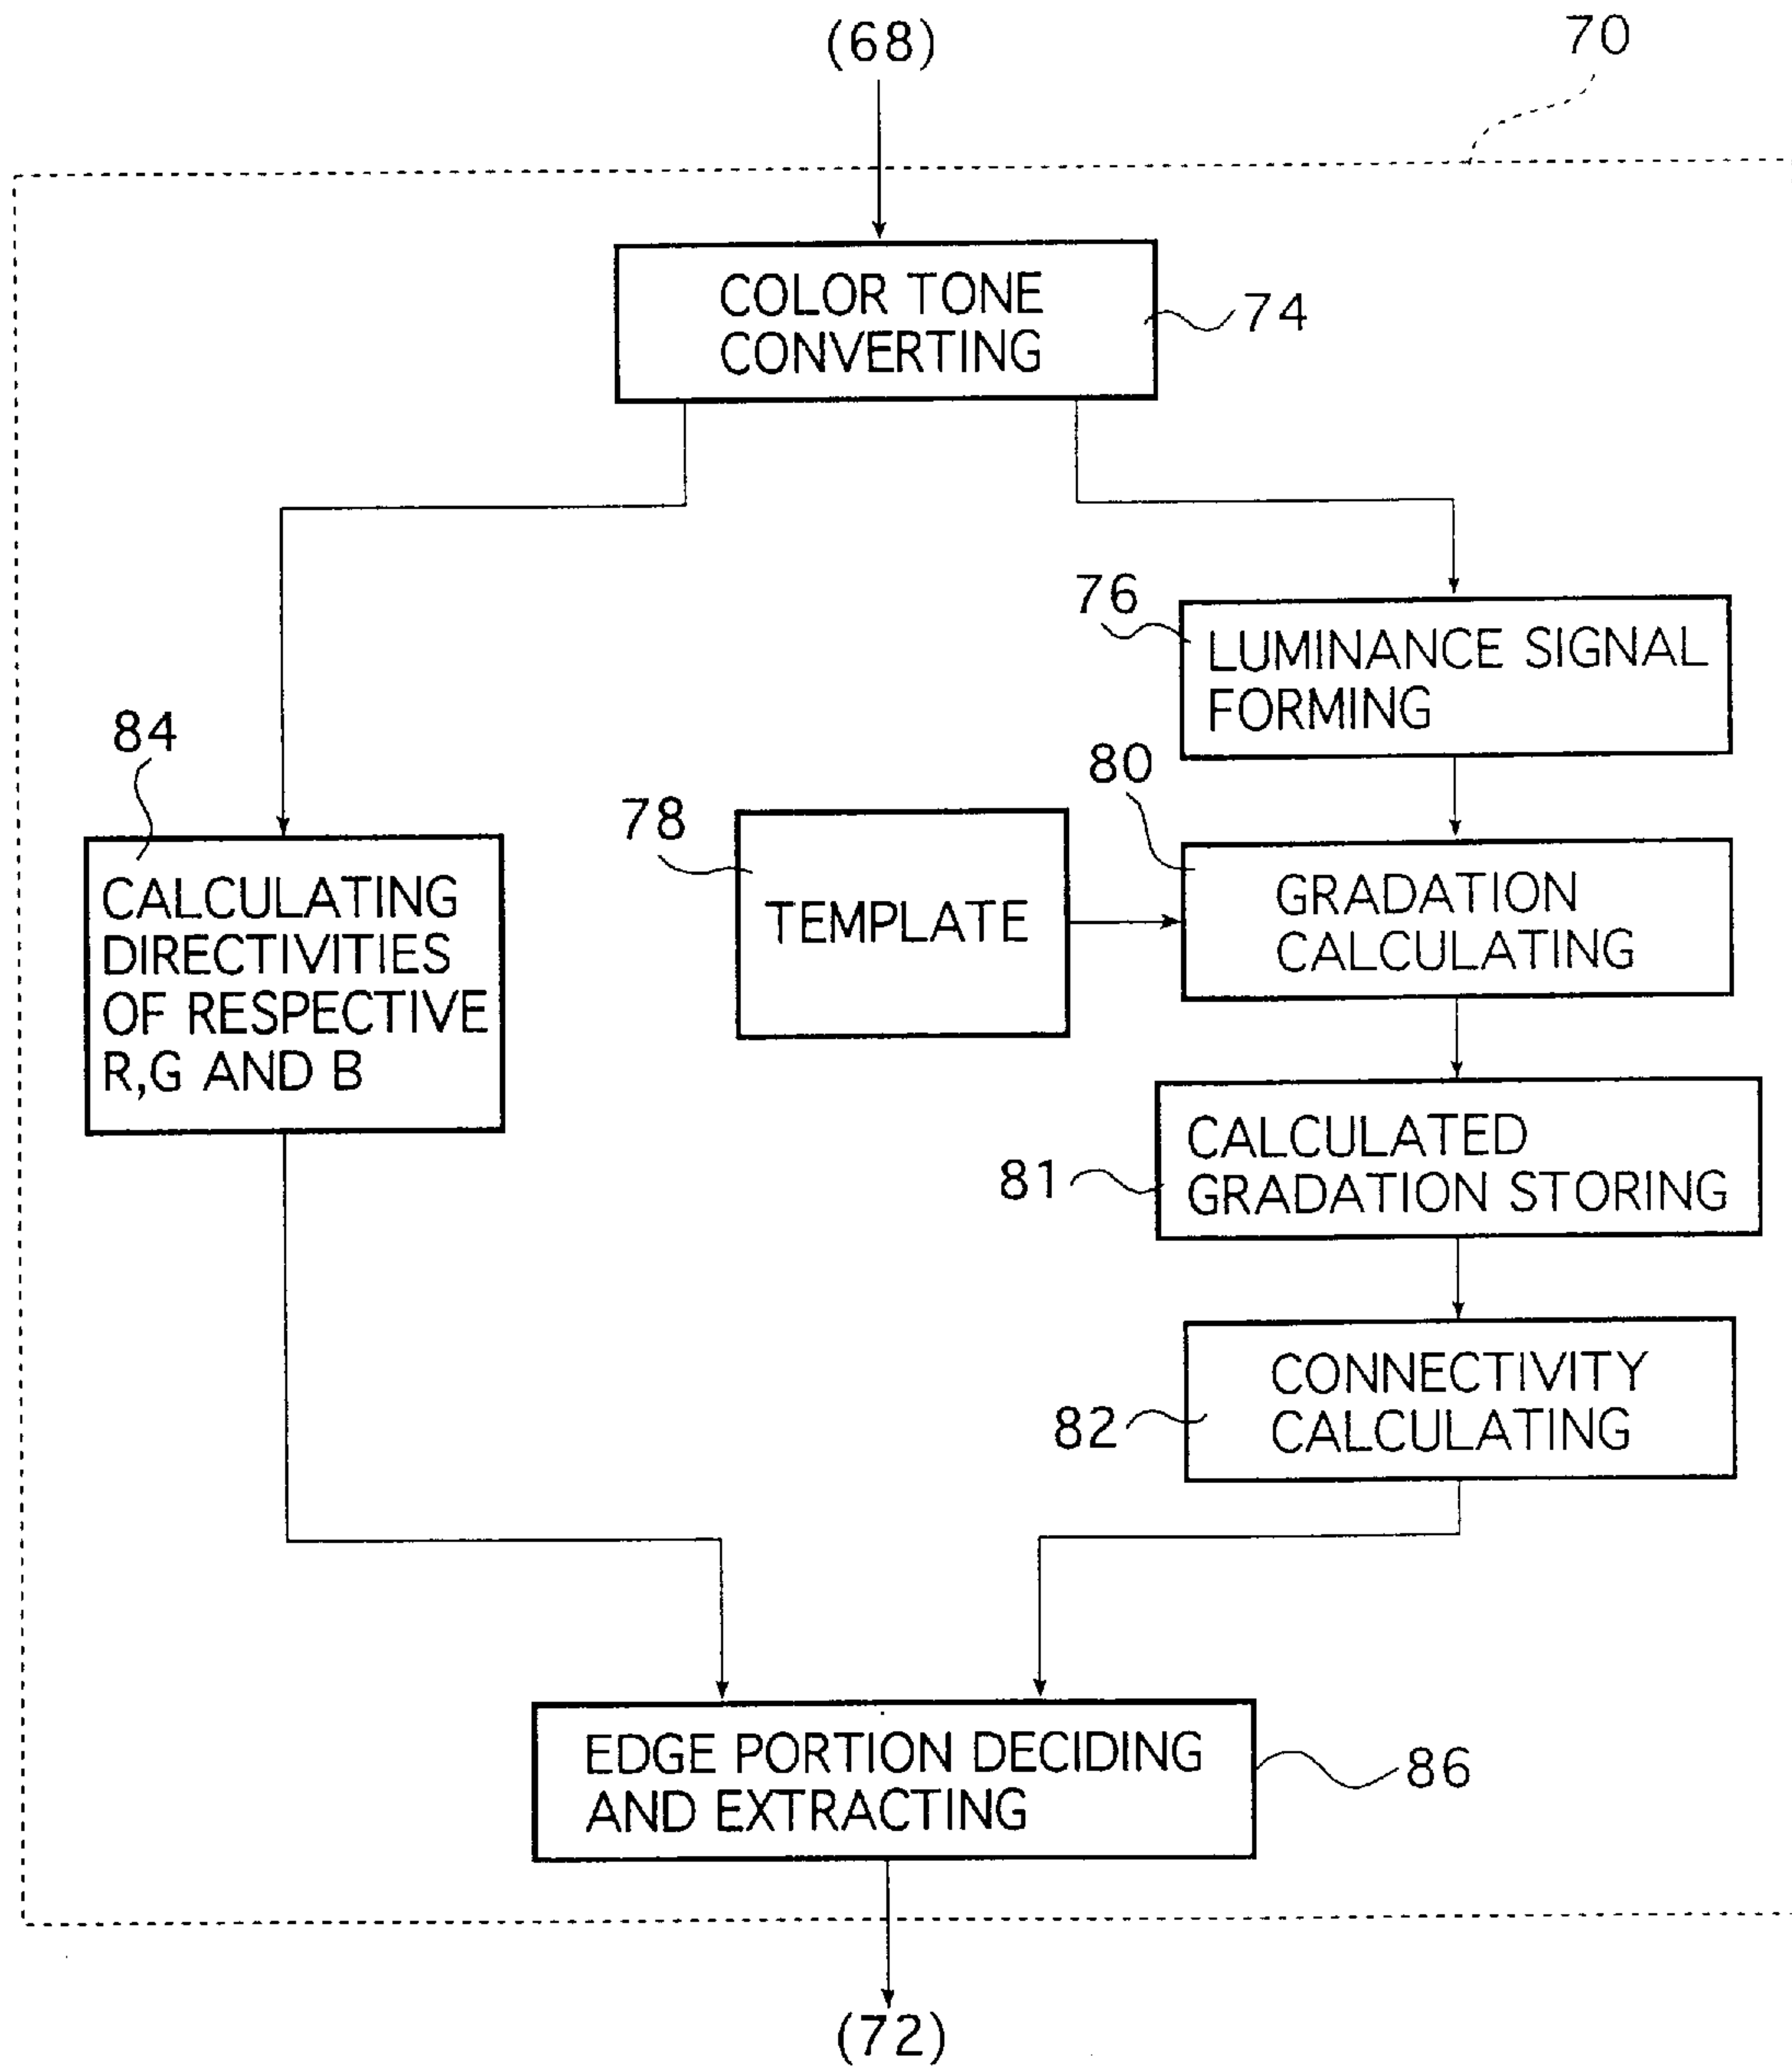 (68)
70
COLOR TONE
CONVERTING
74
76
LUMINANCE SIGNAL
FORMING
84
CALCULATING
DIRECTIVITIES
OF RESPECTIVE
R,G AND B
78
TEMPLATE
80
GRADATION
CALCULATING
81
CALCULATED
GRADATION STORING
82
CONNECTIVITY
CALCULATING
EDGE PORTION DECIDING
AND EXTRACTING
86
(72)